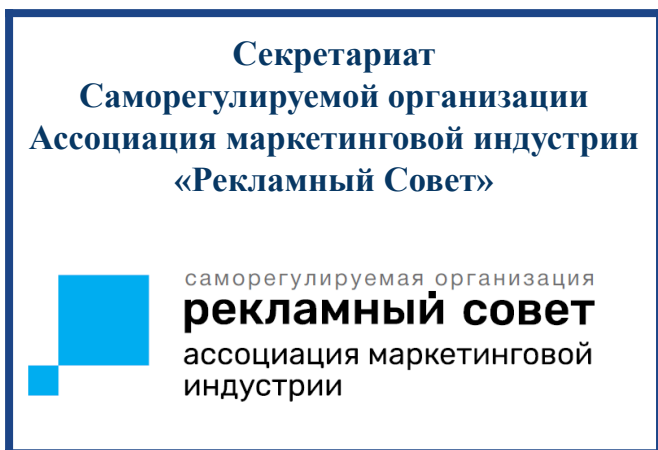 Секретариат
Саморегулируемой организации
Ассоциация маркетинговой индустрии
«Рекламный Совет»
саморегулируемая организация
рекламный совет
ассоциация маркетинговой
индустрии